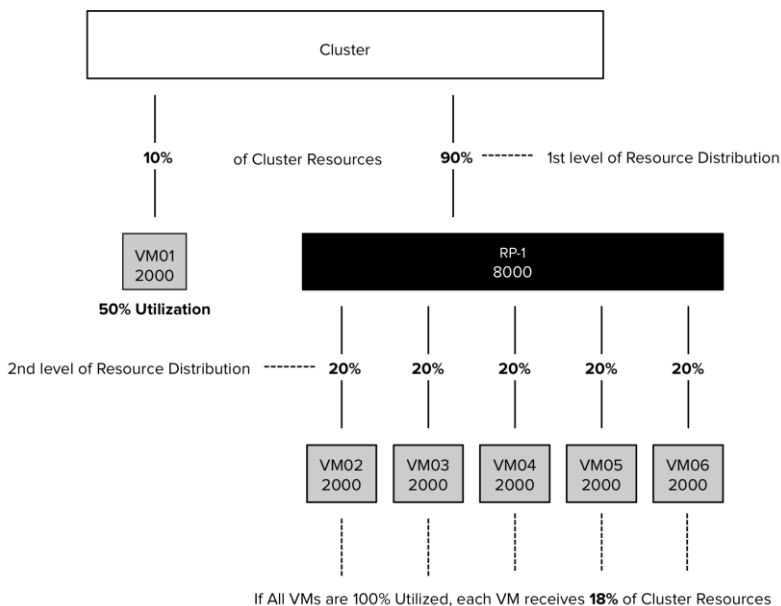 Cluster
10% of Cluster Resources 90% 1st level of Resource Distribution
VM01
2000
RP-1
8000
50% Utilization
2nd level of Resource Distribution 20% 20% 20% 20% 20%
VM02 VM03 VM04 VM05 VM06
2000 2000 2000 2000 2000
If All VMs are 100% Utilized, each VM receives 18% of Cluster Resources